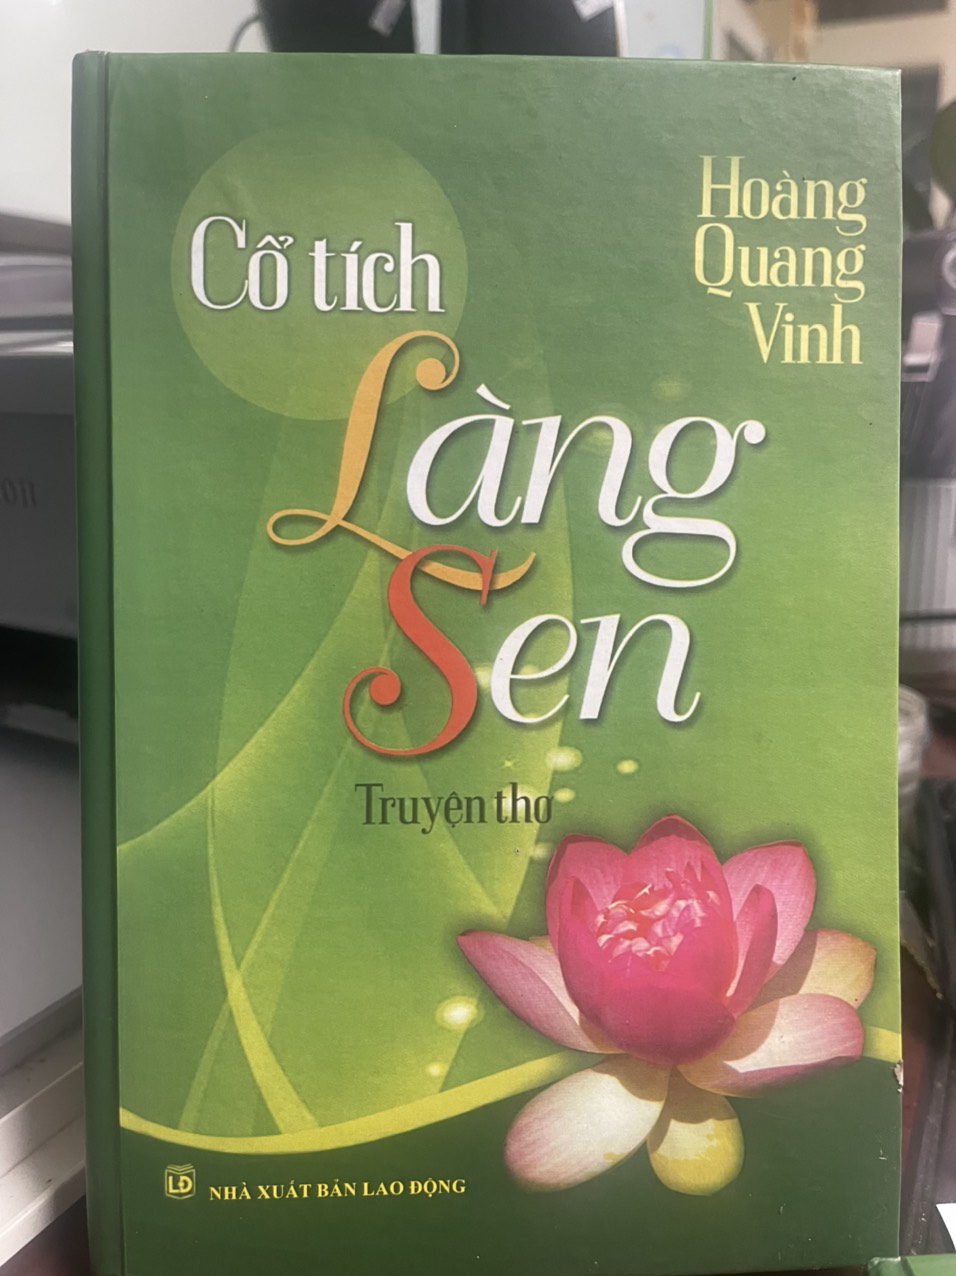 Cổ tích
Làng
Sen
Truyện thơ
Hoàng
Quang
Vinh
LĐ
NHÀ XUẤT BẢN LAO ĐỘNG